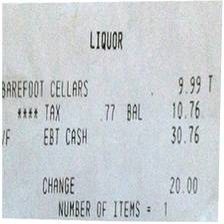 LIQUOR
BAREFOOT CELLARS 9.99 T
**** TAX .77 BAL 10.76
/F EBT CASH 30.76
CHANGE 20.00
NUMBER OF ITEMS = 1